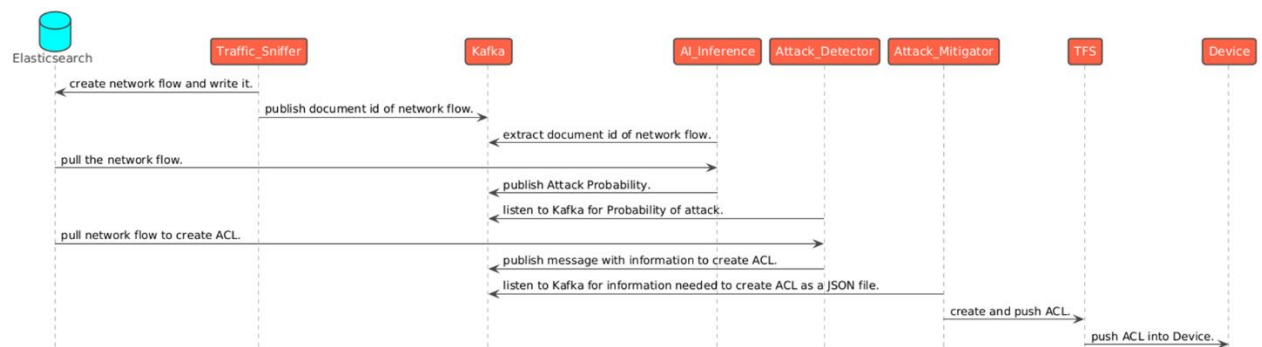 Elasticsearch
Traffic_Sniffer
Kafka
AI_Inference
Attack_Detector
Attack_Mitigator
TFS
Device
create network flow and write it.
publish document id of network flow.
extract document id of network flow.
pull the network flow.
publish Attack Probability.
listen to Kafka for Probability of attack.
pull network flow to create ACL.
publish message with information to create ACL.
listen to Kafka for information needed to create ACL as a JSON file.
create and push ACL.
push ACL into Device.